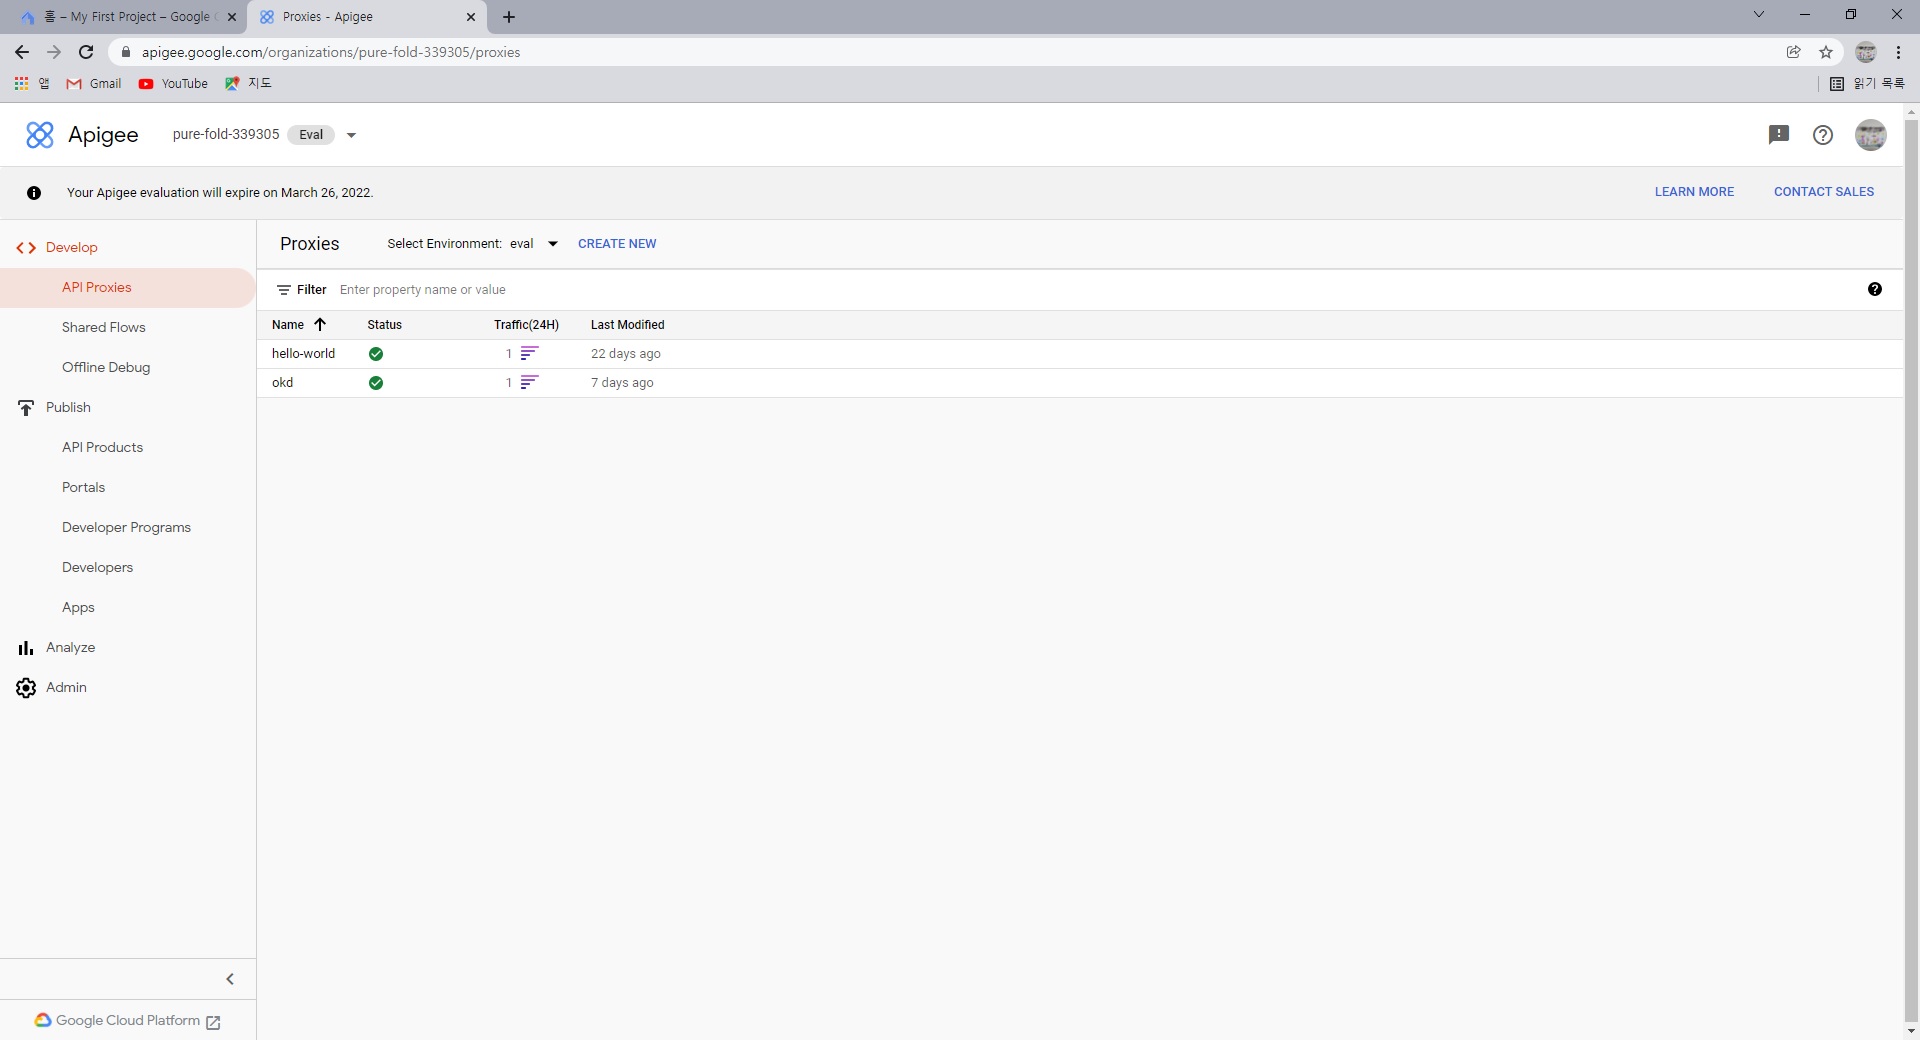 홈 – My First Project – Google
Proxies - Apigee
apigee.google.com/organizations/pure-fold-339305/proxies
앱
Gmail
YouTube
지도
읽기 목록
Apigee
pure-fold-339305
Eval
Your Apigee evaluation will expire on March 26, 2022.
LEARN MORE
CONTACT SALES
Develop
API Proxies
Shared Flows
Offline Debug
Publish
API Products
Portals
Developer Programs
Developers
Apps
Analyze
Admin
Google Cloud Platform
Proxies
Select Environment: eval
CREATE NEW
Filter Enter property name or value
Name Status Traffic(24H) Last Modified
hello-world 1 22 days ago
okd 1 7 days ago